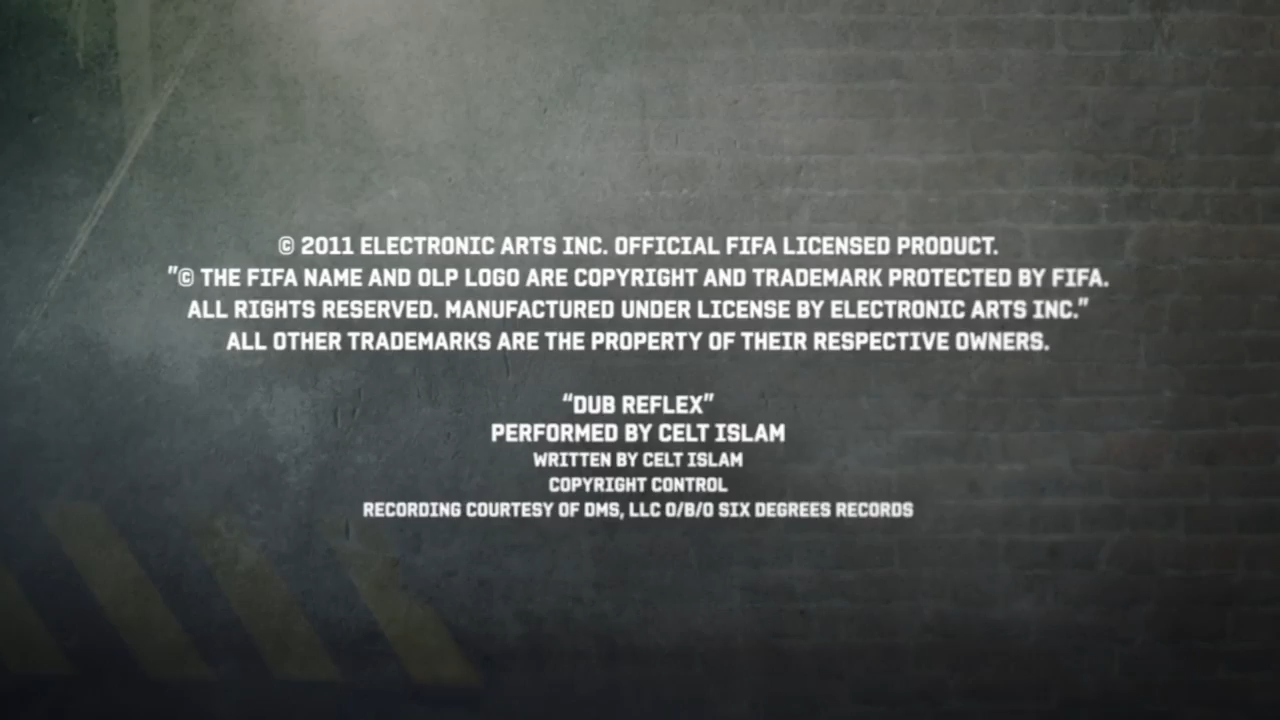 © 2011 ELECTRONIC ARTS INC. OFFICIAL FIFA LICENSED PRODUCT.
"© THE FIFA NAME AND OLP LOGO ARE COPYRIGHT AND TRADEMARK PROTECTED BY FIFA.
ALL RIGHTS RESERVED. MANUFACTURED UNDER LICENSE BY ELECTRONIC ARTS INC.”
ALL OTHER TRADEMARKS ARE THE PROPERTY OF THEIR RESPECTIVE OWNERS.
“DUB REFLEX”
PERFORMED BY CELT ISLAM
WRITTEN BY CELT ISLAM
COPYRIGHT CONTROL
RECORDING COURTESY OF DMS, LLC O/B/O SIX DEGREES RECORDS